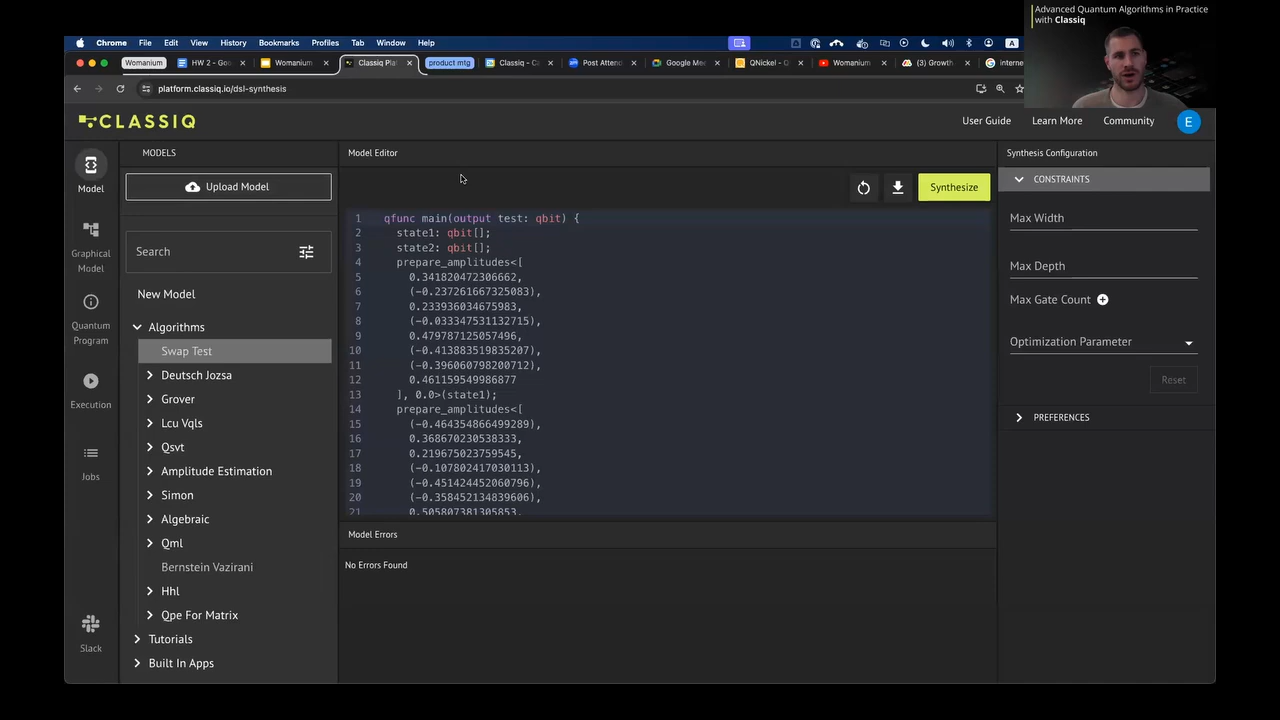 Advanced Quantum Algorithms in Practice
with Classiq
Chrome File Edit View History Bookmarks Profiles Tab Window Help
A
Womanium
HW 2 - Goo
Womanium
Classiq Plat
product mtg
Classiq - C
Post Attend
Google Me
QNickel - Q
Womanium
(3) Growth
interne
platform.classiq.io/dsl-synthesis
CLASSIQ
User Guide Learn More Community E
Model
Graphical
Model
Quantum
Program
Execution
Jobs
Slack
MODELS
Upload Model
Search
New Model
Algorithms
Swap Test
Deutsch Jozsa
Grover
Lcu Vqls
Qsvt
Amplitude Estimation
Simon
Algebraic
Qml
Bernstein Vazirani
Hhl
Qpe For Matrix
Tutorials
Built In Apps
Model Editor
Synthesize
1 qfunc main(output test: qbit) {
2 state1: qbit[];
3 state2: qbit[];
4 prepare_amplitudes<[
5 0.341820472306662,
6 (-0.237261667325083),
7 0.233936034675983,
8 (-0.033347531132715),
9 0.479787125057496,
10 (-0.413883519835207),
11 (-0.396060798200712),
12 0.461159549986877
13 ], 0.0>(state1);
14 prepare_amplitudes<[
15 (-0.464354866499289),
16 0.368670230538333,
17 0.219675023759545,
18 (-0.107802417030113),
19 (-0.451424452060796),
20 (-0.358452134839606),
21 0.505807381305853,
Model Errors
No Errors Found
Synthesis Configuration
CONSTRAINTS
Max Width
Max Depth
Max Gate Count
Optimization Parameter
Reset
PREFERENCES